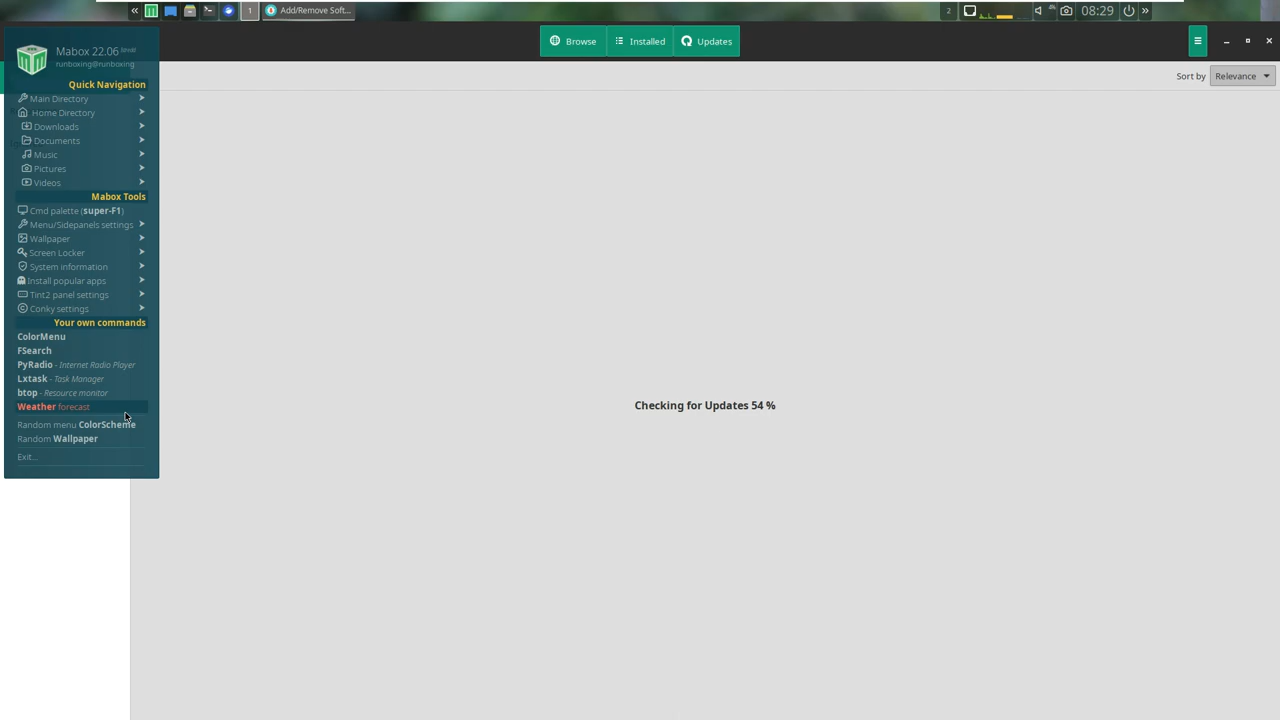 1
Add/Remove Soft...
2
08:29
Mabox 22.06
runboxing@runboxing
Browse
Installed
Updates
Sort by
Relevance
Quick Navigation
Main Directory
Home Directory
Downloads
Documents
Music
Pictures
Videos
Mabox Tools
Cmd palette (super-F1)
Menu/Sidepanels settings
Wallpaper
Screen Locker
System information
Install popular apps
Tint2 panel settings
Conky settings
Your own commands
ColorMenu
FSearch
PyRadio - Internet Radio Player
Lxtask - Task Manager
btop - Resource monitor
Weather forecast
Random menu ColorScheme
Random Wallpaper
Exit...
Checking for Updates 54 %